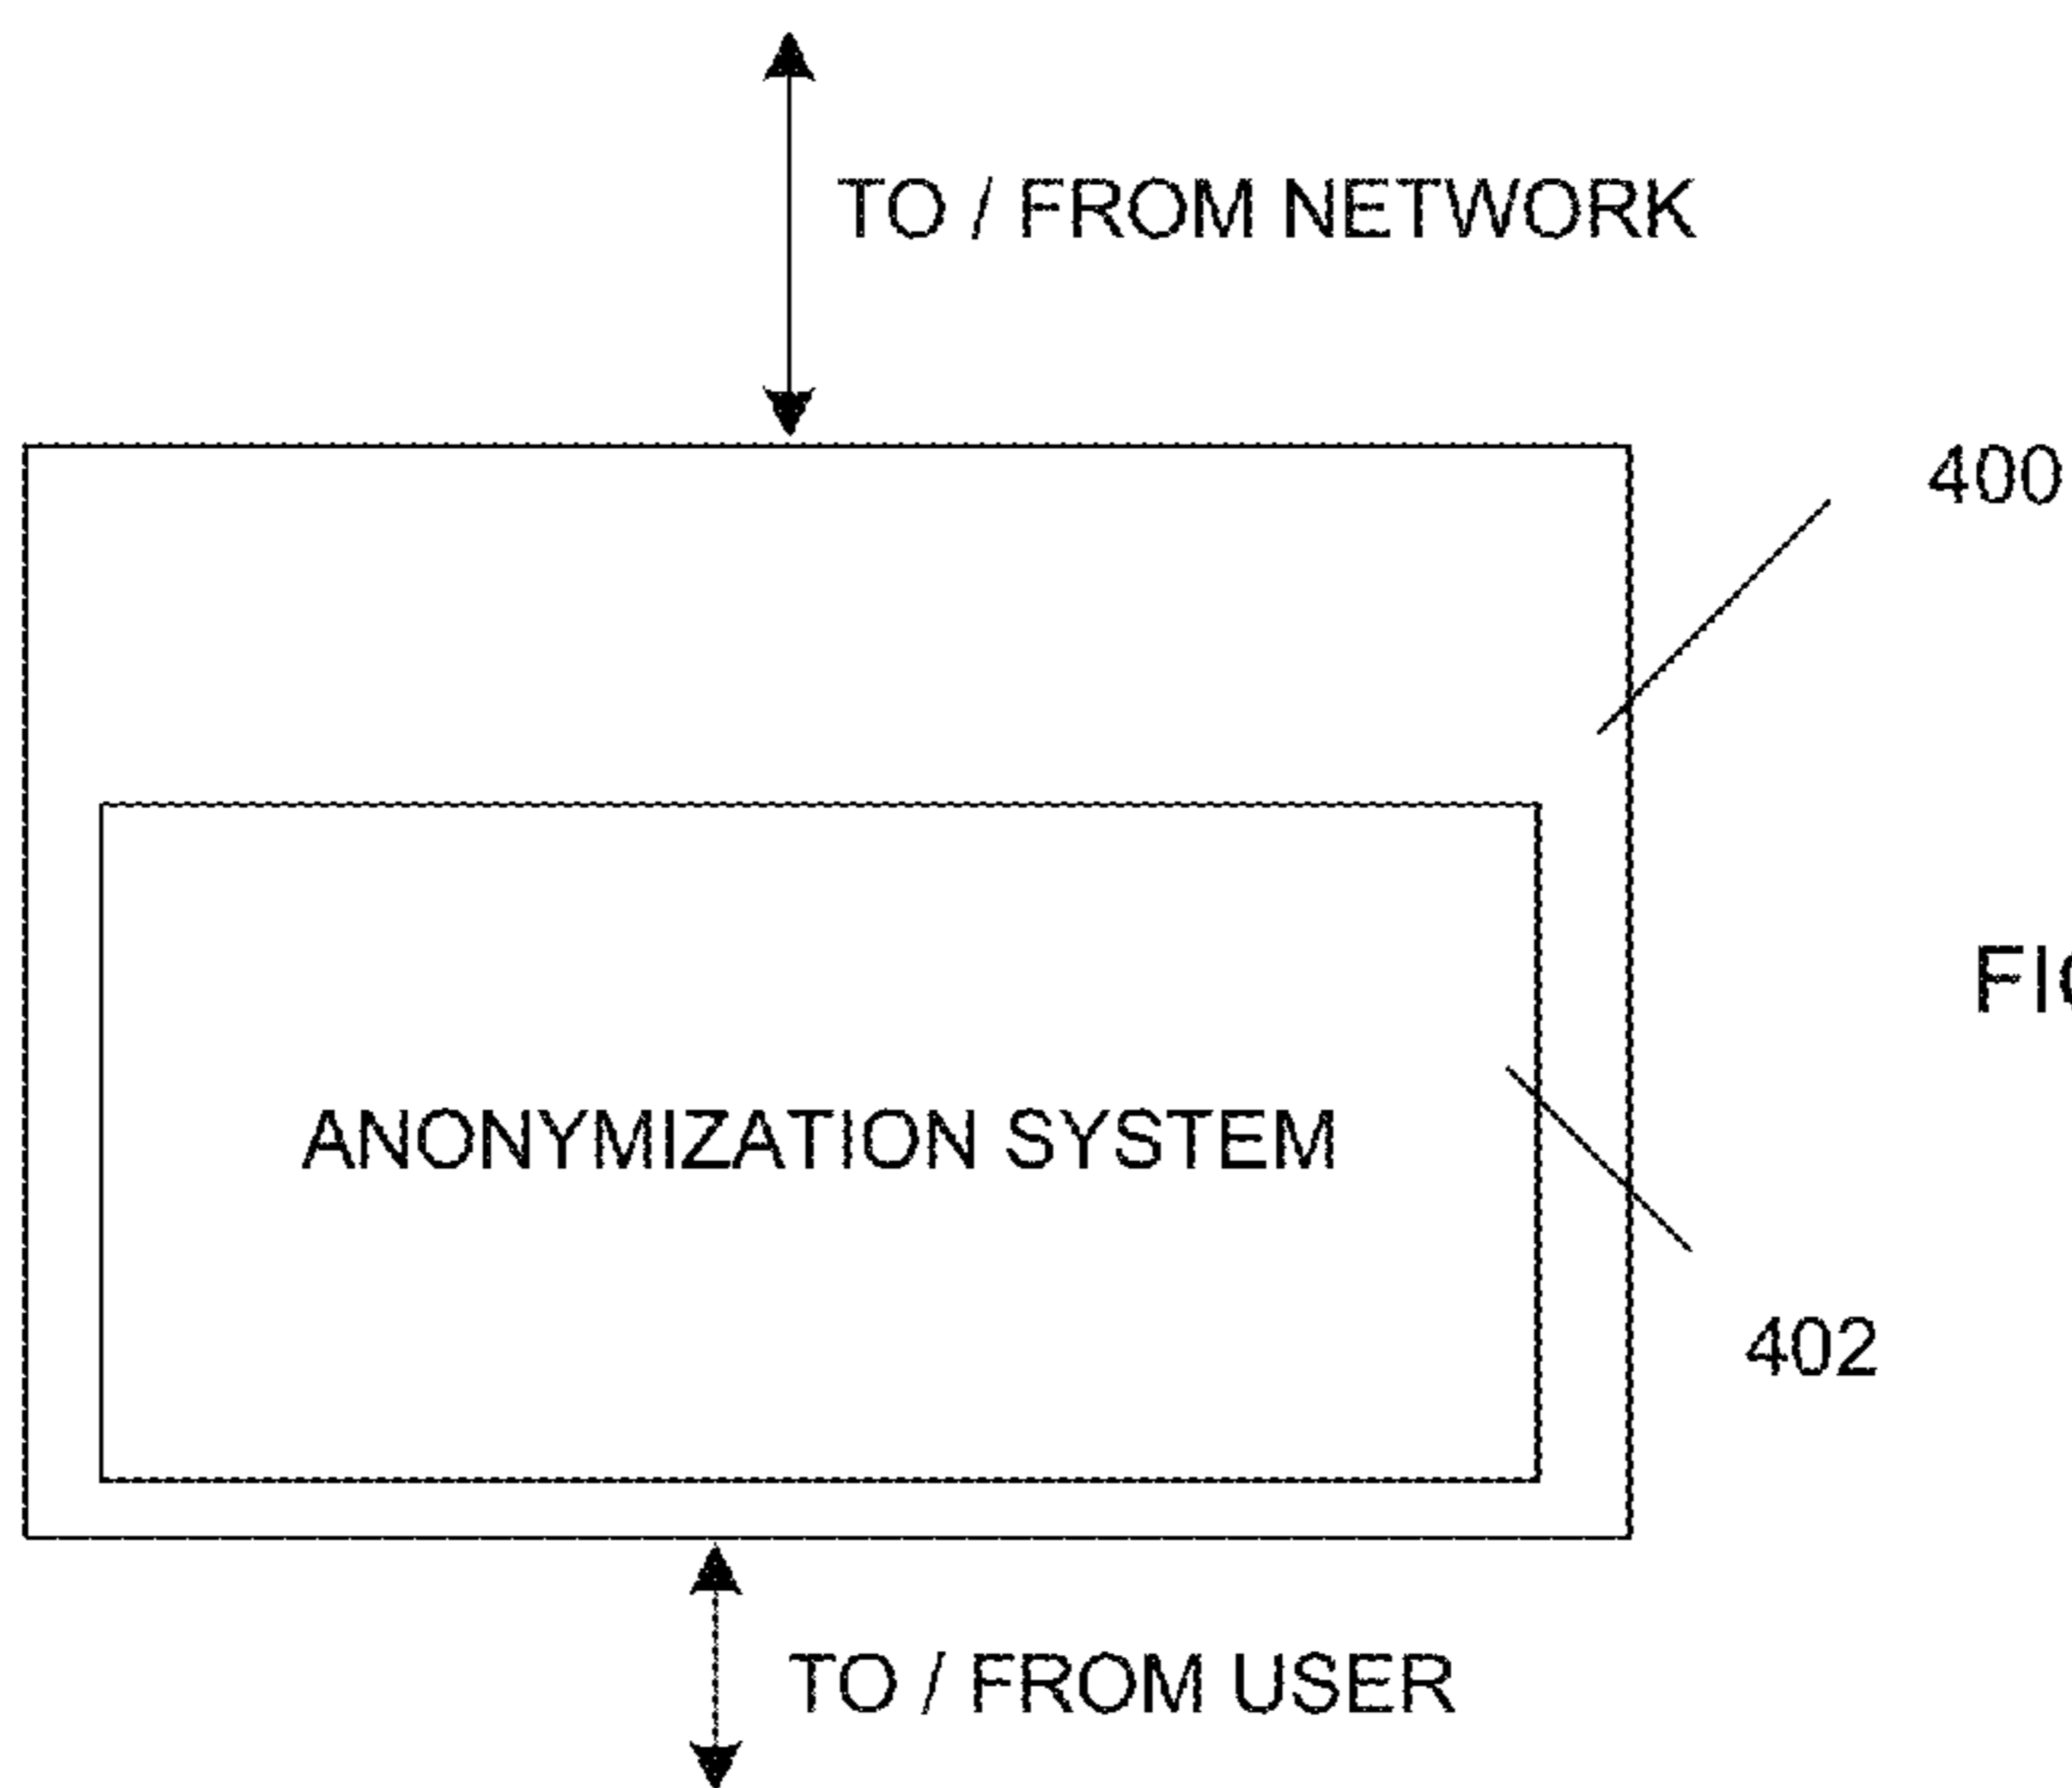 TO / FROM NETWORK
400
ANONYMIZATION SYSTEM
402
TO / FROM USER